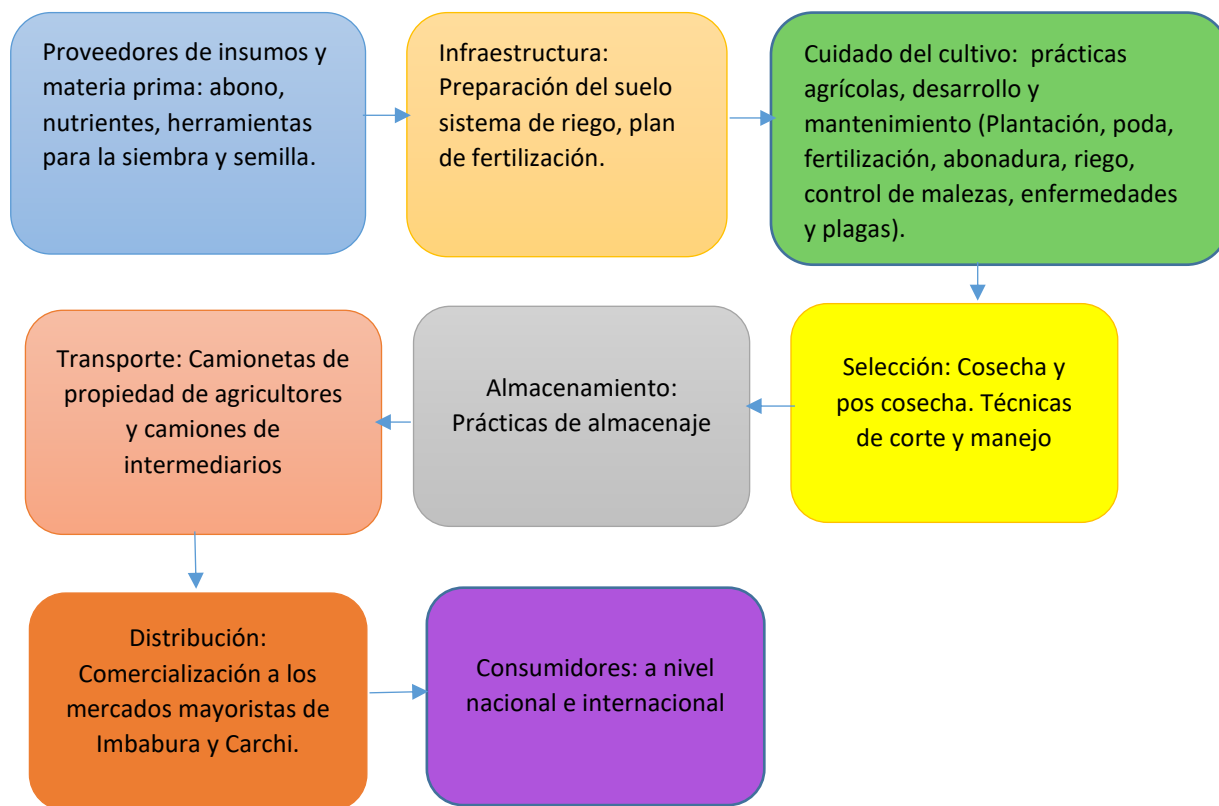 Proveedores de insumos y
materia prima: abono,
nutrientes, herramientas
para la siembra y semilla.
Infraestructura:
Preparación del suelo
sistema de riego, plan
de fertilización.
Cuidado del cultivo: prácticas
agrícolas, desarrollo y
mantenimiento (Plantación, poda,
fertilización, abonadura, riego,
control de malezas, enfermedades
y plagas).
Selección: Cosecha y
pos cosecha. Técnicas
de corte y manejo
Almacenamiento:
Prácticas de almacenaje
Transporte: Camionetas de
propiedad de agricultores
y camiones de
intermediarios
Distribución:
Comercialización a los
mercados mayoristas de
Imbabura y Carchi.
Consumidores: a nivel
nacional e internacional